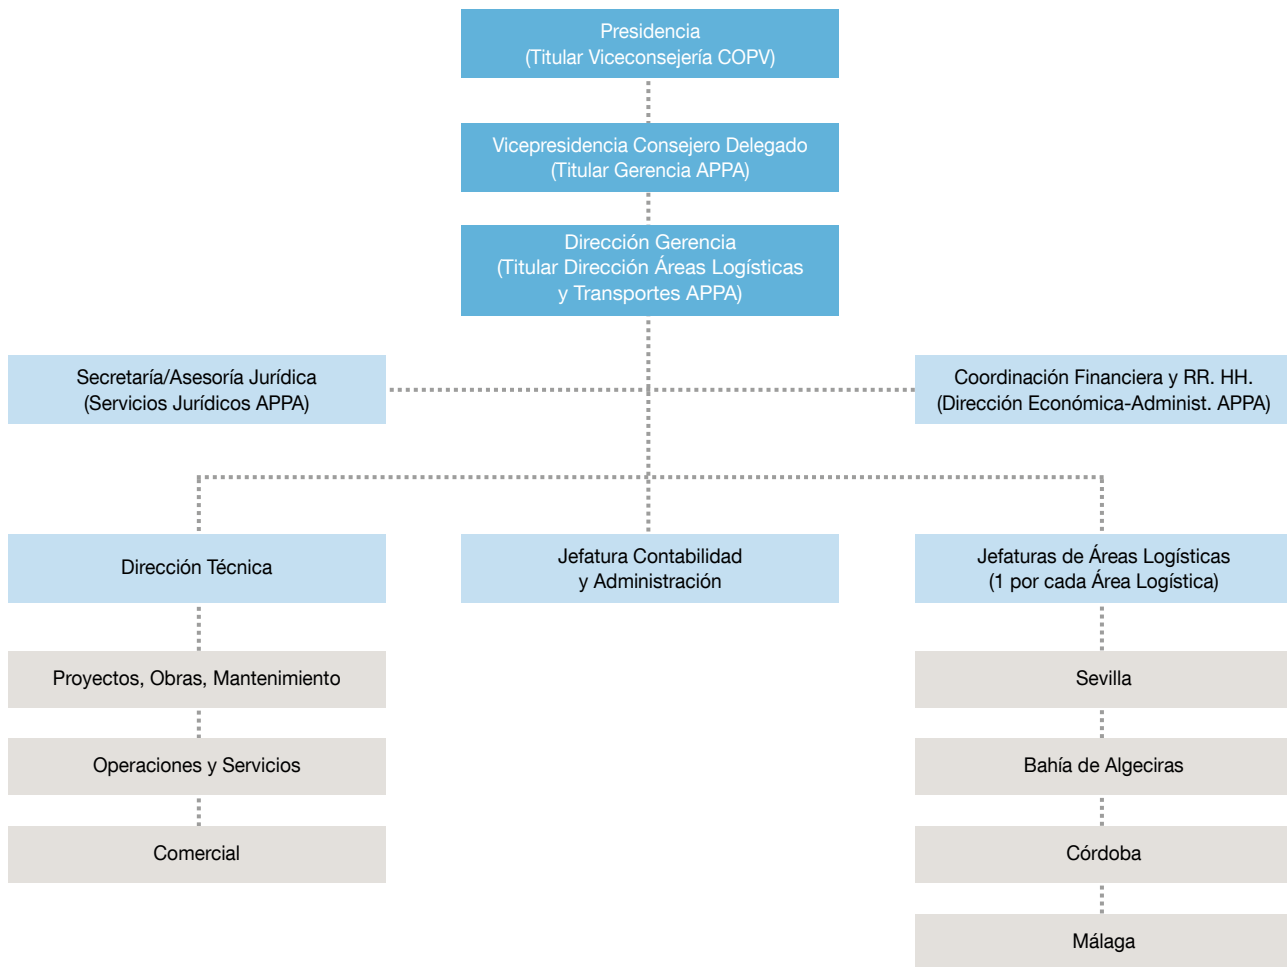 Presidencia
(Titular Viceconsejería COPV)
Vicepresidencia Consejero Delegado
(Titular Gerencia APPA)
Dirección Gerencia
(Titular Dirección Áreas Logísticas
y Transportes APPA)
Secretaría/Asesoría Jurídica
(Servicios Jurídicos APPA)
Coordinación Financiera y RR. HH.
(Dirección Económica-Administ. APPA)
Dirección Técnica
Jefatura Contabilidad
y Administración
Jefaturas de Áreas Logísticas
(1 por cada Área Logística)
Proyectos, Obras, Mantenimiento
Operaciones y Servicios
Comercial
Sevilla
Bahía de Algeciras
Córdoba
Málaga